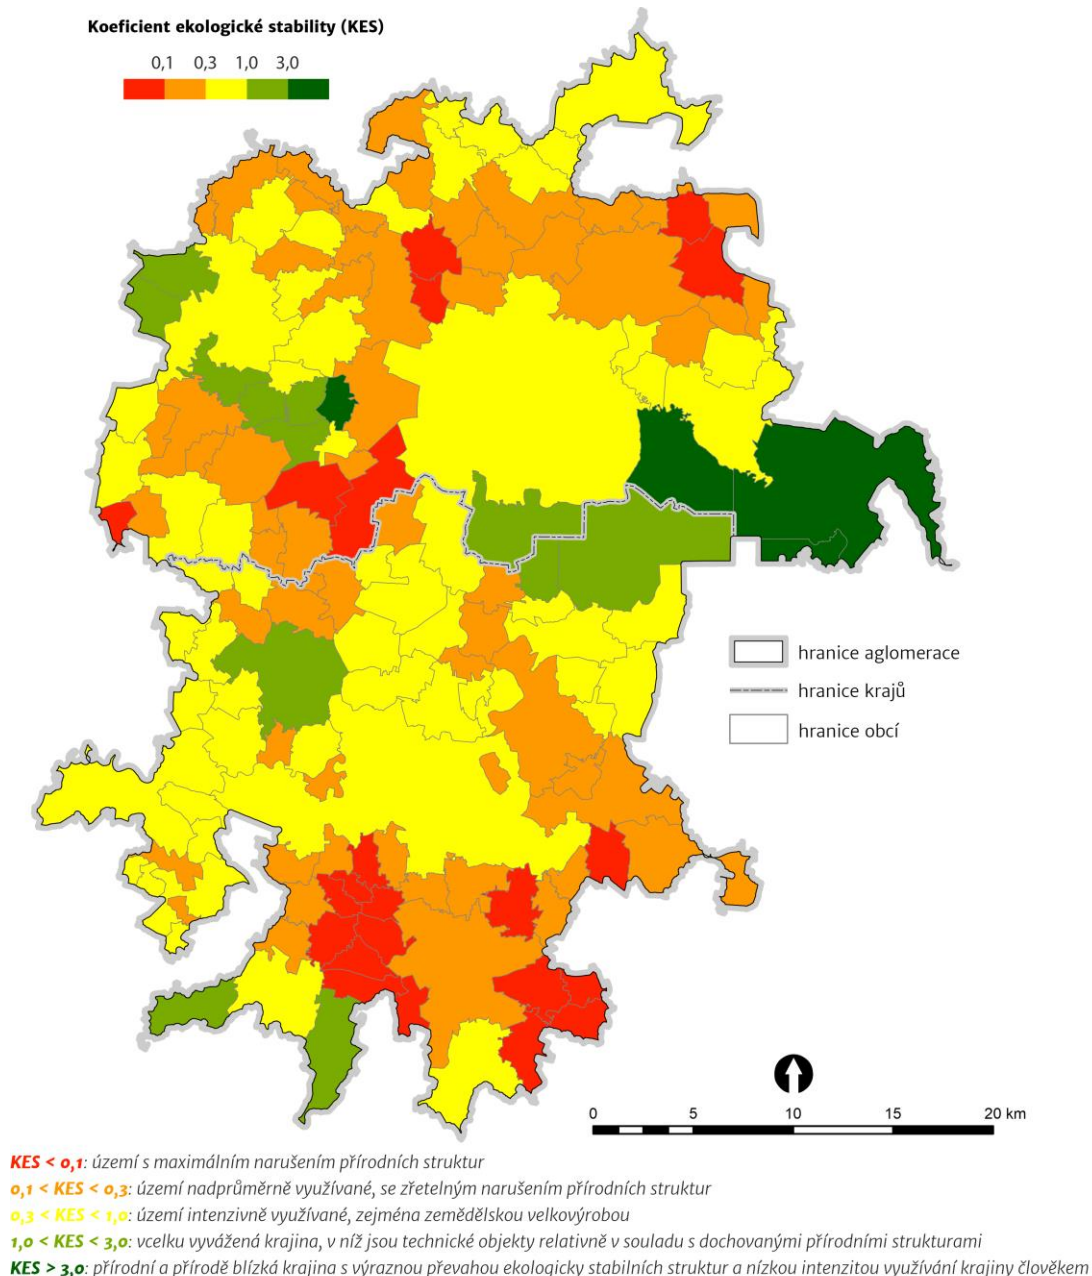 Koeficient ekologické stability (KES)
0,1 0,3 1,0 3,0
hranice aglomerace
hranice krajů
hranice obcí
0 5 10 15 20 km
KES < 0,1: území s maximálním narušením přírodních struktur
0,1 < KES < 0,3: území nadprůměrně využívané, se zřetelným narušením přírodních struktur
0,3 < KES < 1,0: území intenzivně využívané, zejména zemědělskou velkovýrobou
1,0 < KES < 3,0: vcelku vyvážená krajina, v níž jsou technické objekty relativně v souladu s dochovanými přírodními strukturami
KES > 3,0: přírodní a přírodě blízká krajina s výraznou převahou ekologicky stabilních struktur a nízkou intenzitou využívání krajiny člověkem